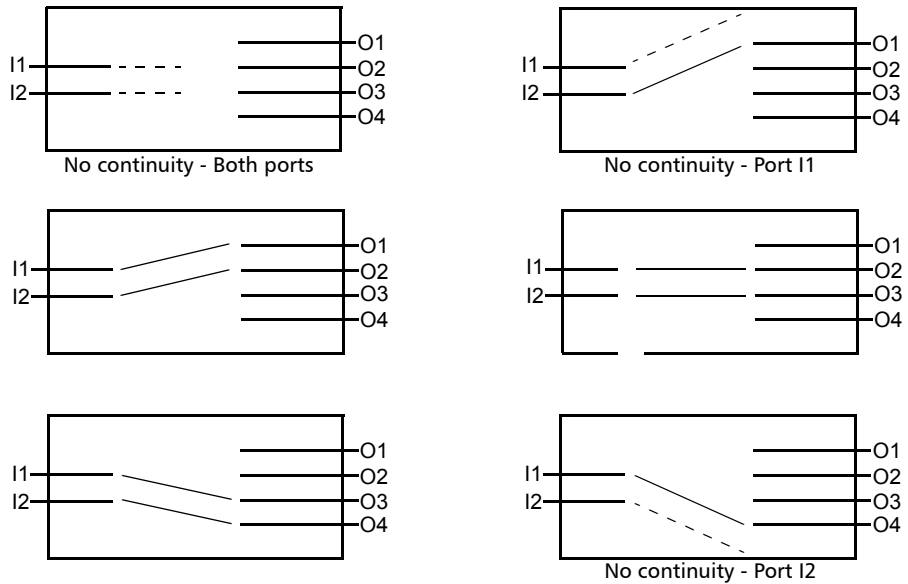 I1
I2
O1
O2
O3
O4
No continuity - Both ports
I1
I2
O1
O2
O3
O4
No continuity - Port I1
I1
I2
O1
O2
O3
O4
I1
I2
O1
O2
O3
O4
I1
I2
O1
O2
O3
O4
I1
I2
O1
O2
O3
O4
No continuity - Port I2